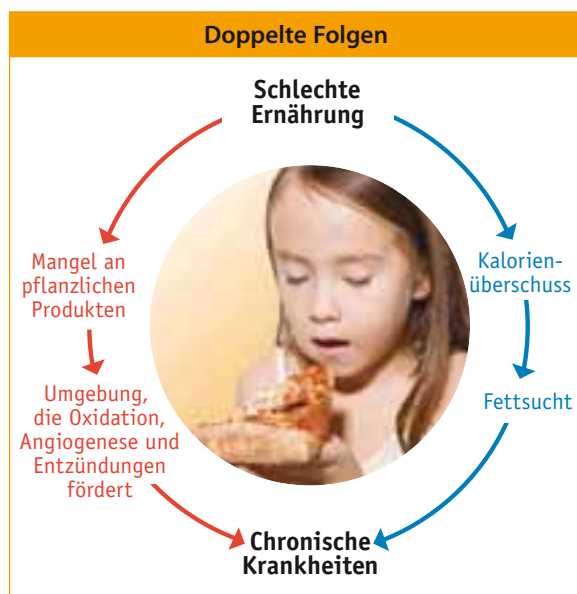 Doppelte Folgen
Schlechte
Ernährung
Mangel an
pflanzlichen
Produkten
Umgebung,
die Oxidation,
Angiogenese und
Entzündungen
fördert
Kalorien-
überschuss
Fettsucht
Chronische
Krankheiten